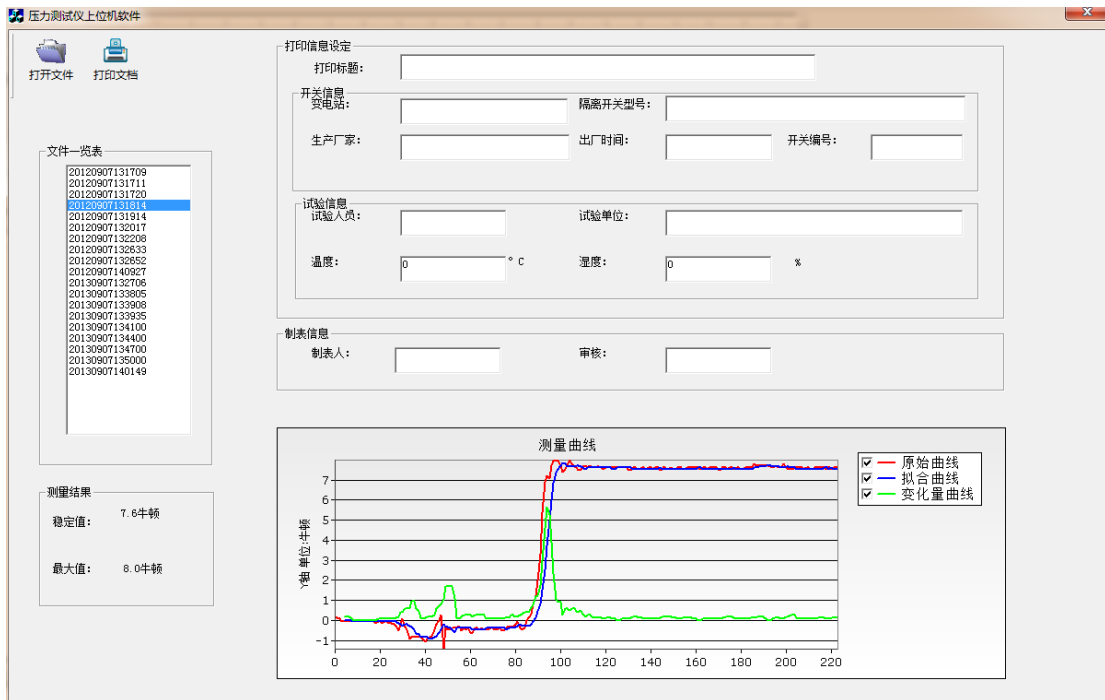 压力测试仪上位机软件
打开文件 打印文档
打印信息设定
打印标题:
开关信息
变电站: 隔离开关型号:
生产厂家: 出厂时间: 开关编号:
试验信息
试验人员: 试验单位:
温度: 0 °C 湿度: 0 %
制表信息
制表人: 审核:
文件一览表
20120907131709
20120907131711
20120907131720
20120907131814
20120907131914
20120907132017
20120907132208
20120907132633
20120907132652
20120907140927
20130907132706
20130907133805
20130907133908
20130907133935
20130907134100
20130907134400
20130907134700
20130907135000
20130907140149
测量结果
稳定值: 7.6牛顿
最大值: 8.0牛顿
测量曲线
Y轴 单位:牛顿
7
6
5
4
3
2
1
0
-1
0 20 40 60 80 100 120 140 160 180 200 220
原始曲线
拟合曲线
变化量曲线